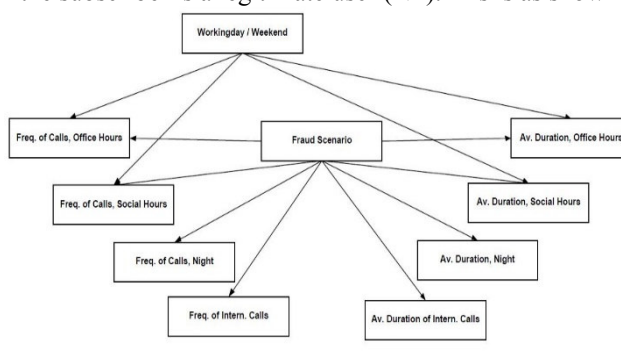 Workingday / Weekend
Freq. of Calls, Office Hours
Fraud Scenario
Av. Duration, Office Hours
Freq. of Calls, Social Hours
Av. Duration, Social Hours
Freq. of Calls, Night
Av. Duration, Night
Freq. of Intern. Calls
Av. Duration of Intern. Calls